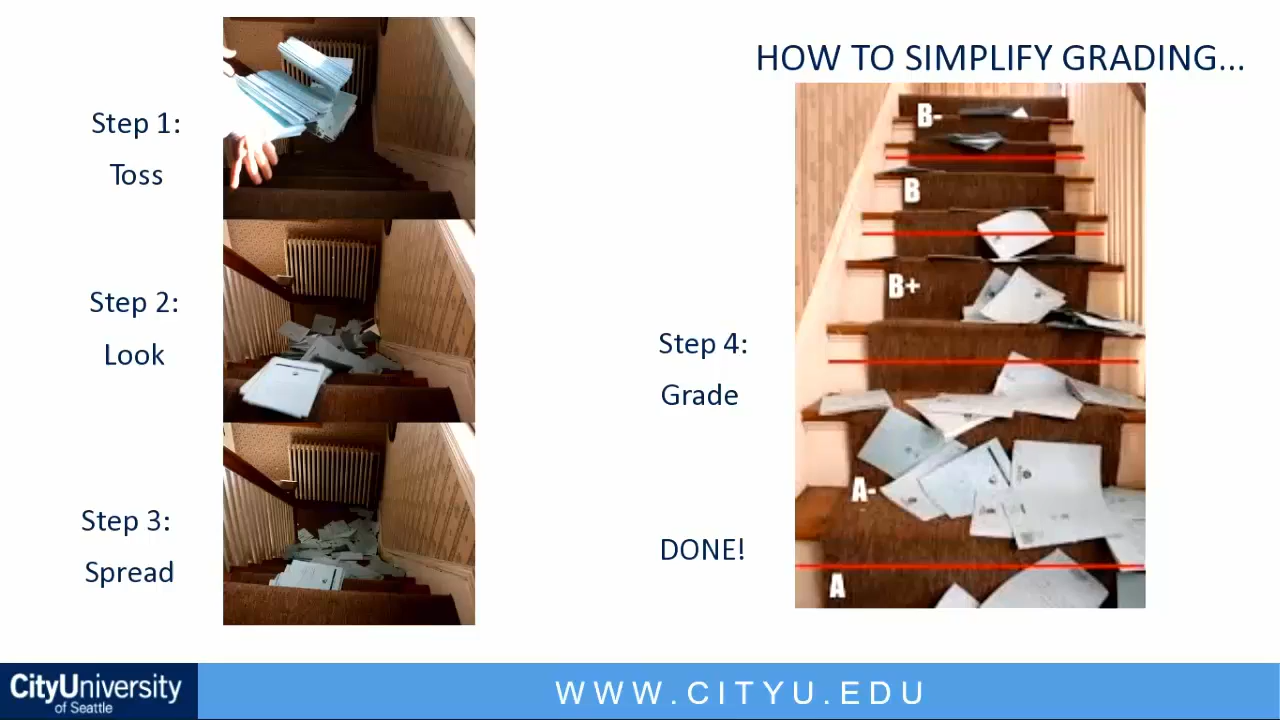 HOW TO SIMPLIFY GRADING...
Step 1:
Toss
Step 2:
Look
Step 3:
Spread
Step 4:
Grade
DONE!
B-
B
B+
A-
A
CityUniversity
of Seattle
WWW.CITYU.EDU